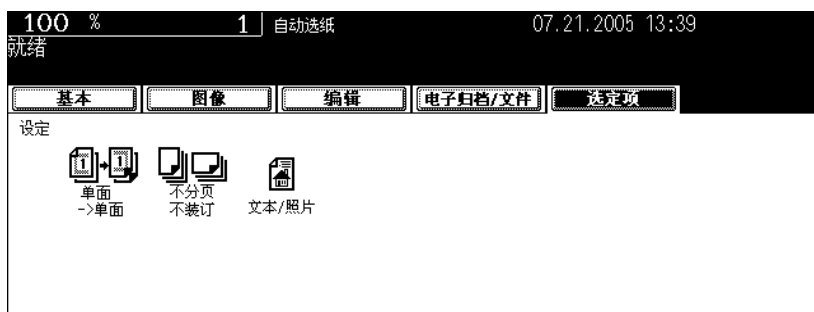 100 % 1 自动选纸 07.21.2005 13:39
就绪
基本 图像 编辑 电子归档/文件 选定项
设定
1 1
单面 不分页 文本/照片
->单面 不装订